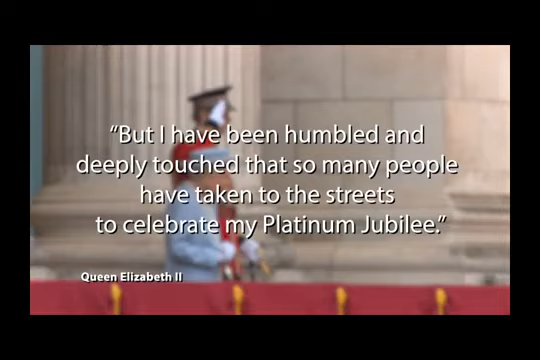 “But I have been humbled and
deeply touched that so many people
have taken to the streets
to celebrate my Platinum Jubilee.”
Queen Elizabeth II